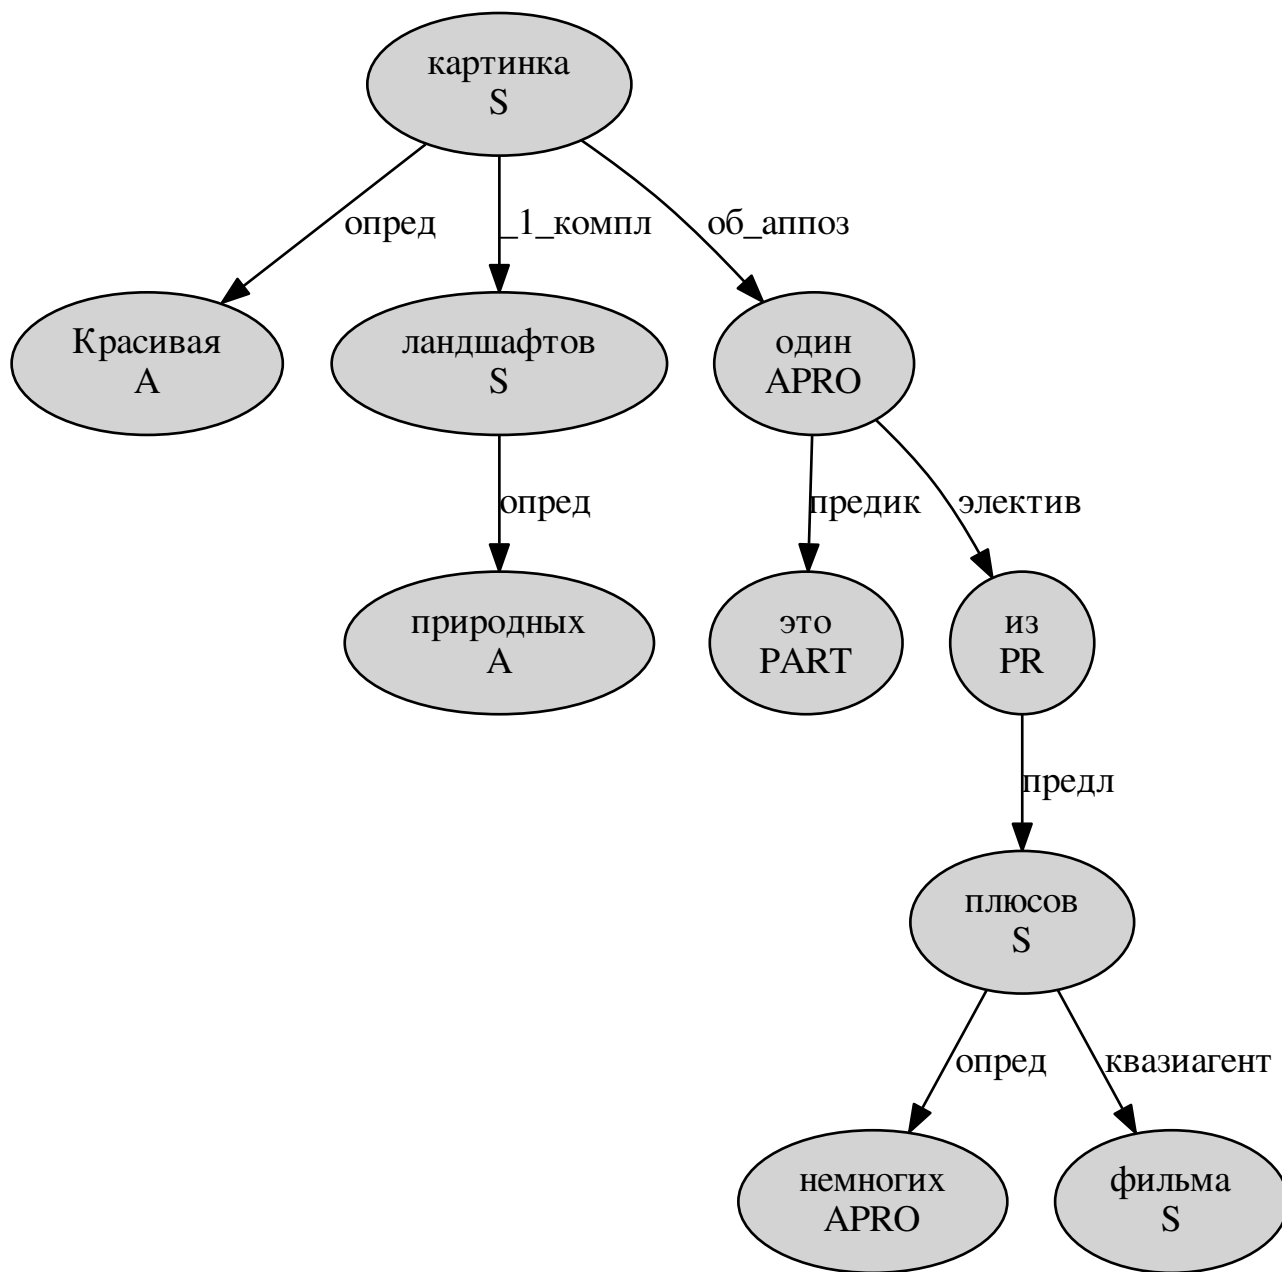 картинка
S
опред
_1_компл
об_аппоз
Красивая
A
ландшафтов
S
один
APRO
опред
предик
электив
природных
A
это
PART
из
PR
предл
плюсов
S
опред
квазиагент
немногих
APRO
фильма
S